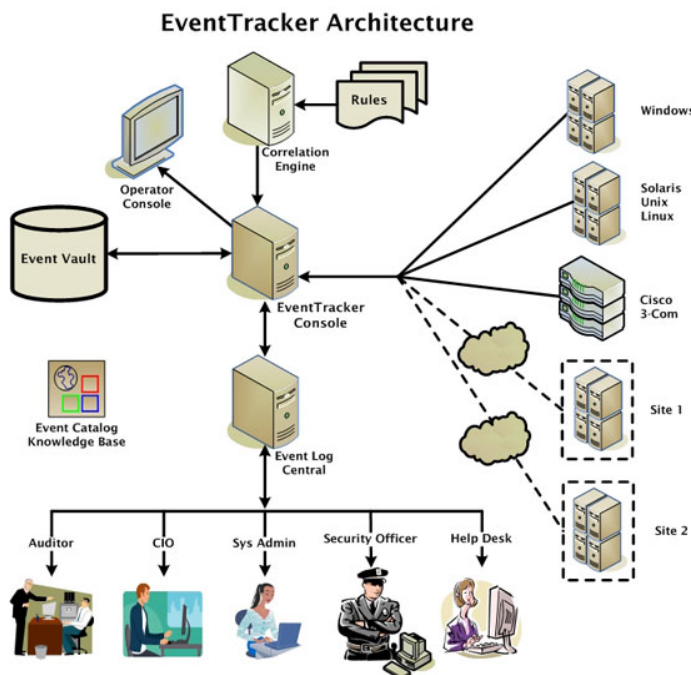 EventTracker Architecture
Rules
Correlation
Engine
Operator
Console
Event Vault
EventTracker
Console
Windows
Solaris
Unix
Linux
Cisco
3-Com
Site 1
Site 2
Event Catalog
Knowledge Base
Event Log
Central
Auditor
CIO
Sys Admin
Security Officer
Help Desk